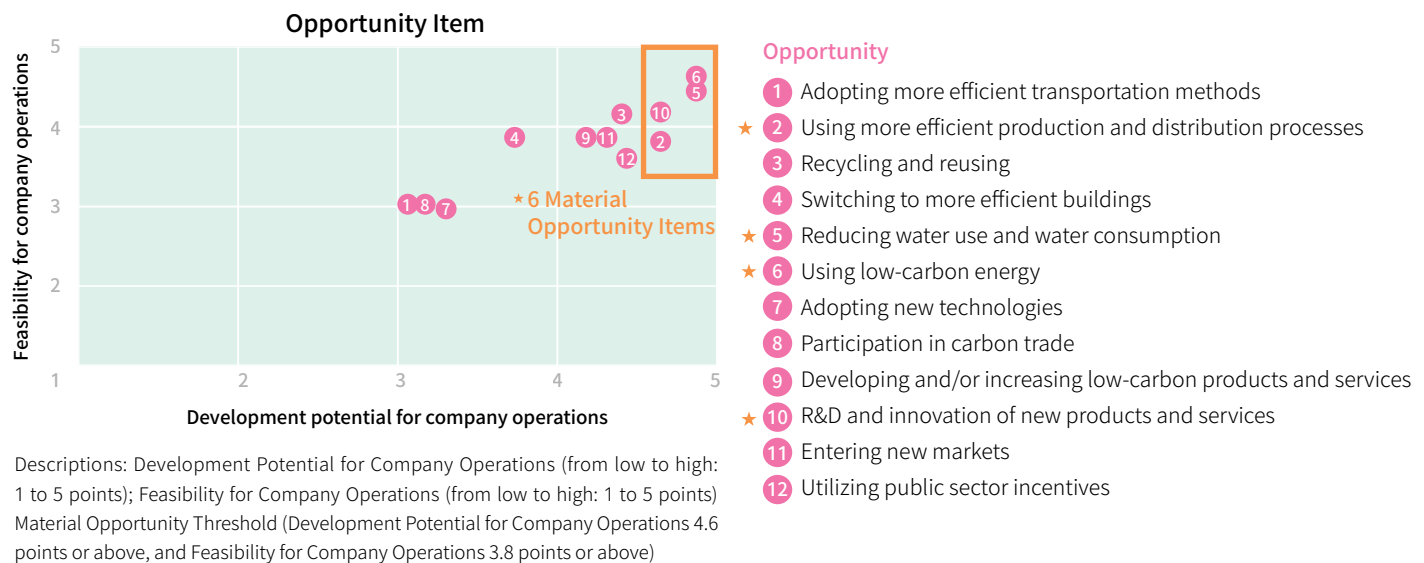 Opportunity Item
Feasibility for company operations
5
4
3
2
1
2
3
4
5
6
5
10
3
2
4
9
11
12
1
8
7
★ 6 Material
Opportunity Items
Development potential for company operations
Descriptions: Development Potential for Company Operations (from low to high:
1 to 5 points); Feasibility for Company Operations (from low to high: 1 to 5 points)
Material Opportunity Threshold (Development Potential for Company Operations 4.6
points or above, and Feasibility for Company Operations 3.8 points or above)
Opportunity
1 Adopting more efficient transportation methods
★ 2 Using more efficient production and distribution processes
3 Recycling and reusing
4 Switching to more efficient buildings
★ 5 Reducing water use and water consumption
★ 6 Using low-carbon energy
7 Adopting new technologies
8 Participation in carbon trade
9 Developing and/or increasing low-carbon products and services
★ 10 R&D and innovation of new products and services
11 Entering new markets
12 Utilizing public sector incentives